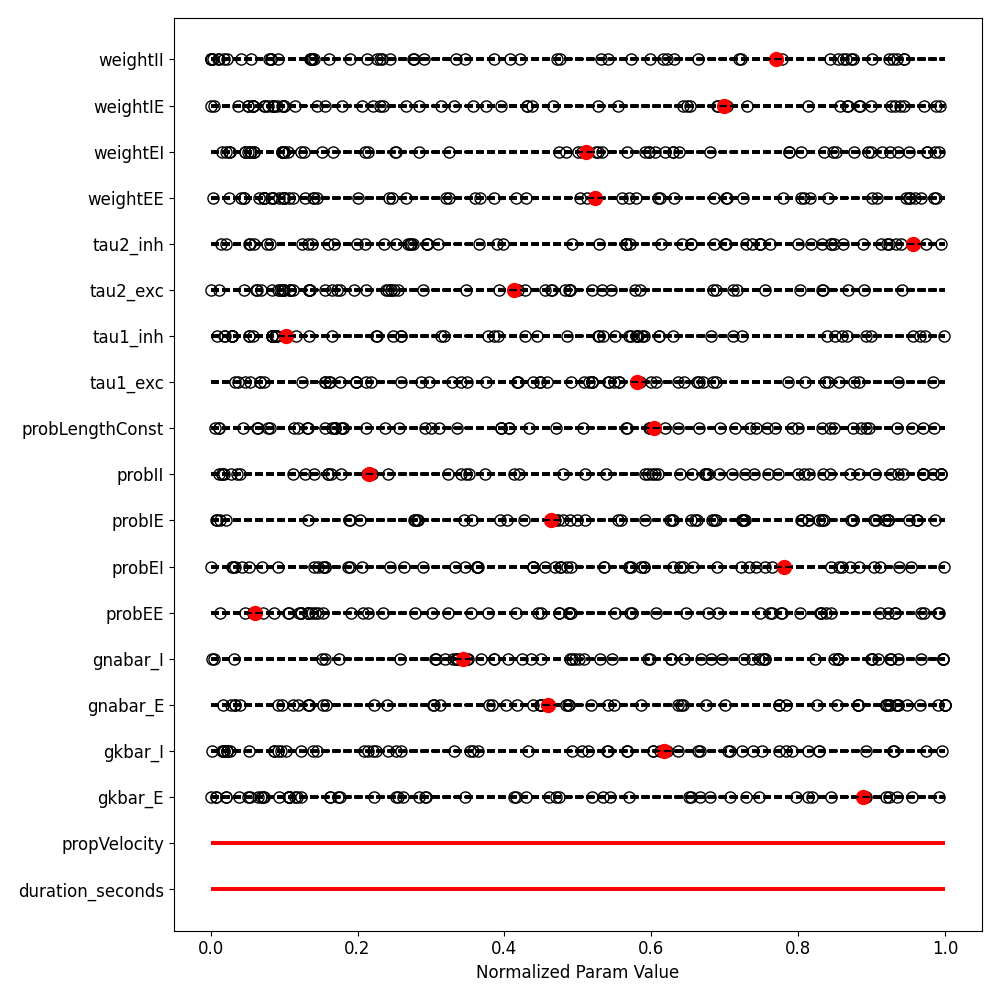 weightII
weightIE
weightEI
weightEE
tau2_inh
tau2_exc
tau1_inh
tau1_exc
probLengthConst
probII
probIE
probEI
probEE
gnabar_I
gnabar_E
gkbar_I
gkbar_E
propVelocity
duration_seconds
0.0 0.2 0.4 0.6 0.8 1.0
Normalized Param Value